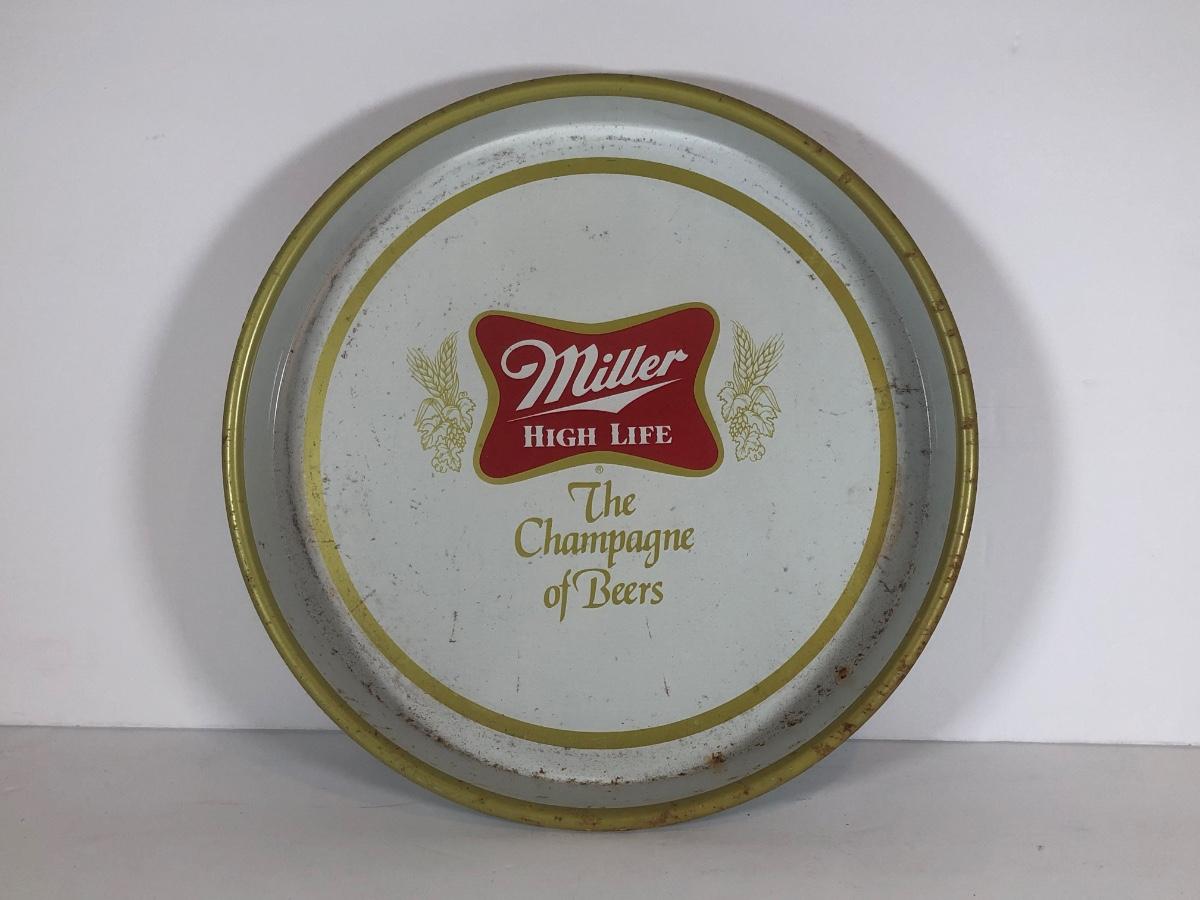 Miller
HIGH LIFE
®
The
Champagne
of Beers